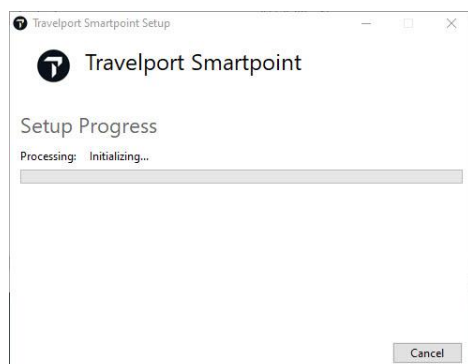 Travelport Smartpoint Setup
Travelport Smartpoint
Setup Progress
Processing: Initializing...
Cancel